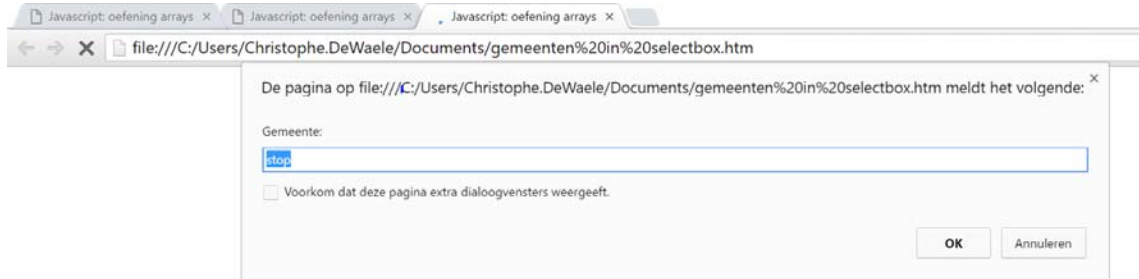 Javascript: oefening arrays × Javascript: oefening arrays × Javascript: oefening arrays ×
file:///C:/Users/Christophe.DeWaele/Documents/gemeenten%20in%20selectbox.htm
De pagina op file:///C:/Users/Christophe.DeWaele/Documents/gemeenten%20in%20selectbox.htm meldt het volgende:
Gemeente:
stop
Voorkom dat deze pagina extra dialoogvensters weergeeft.
OK Annuleren